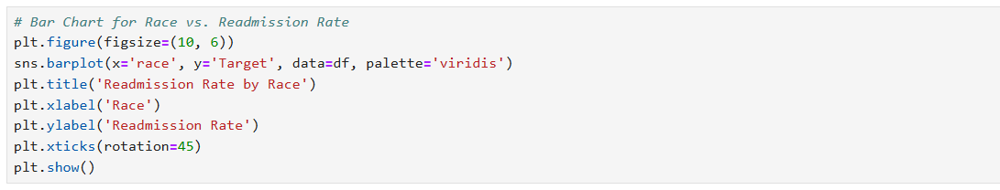 # Bar Chart for Race vs. Readmission Rate
plt.figure(figsize=(10, 6))
sns.barplot(x='race', y='Target', data=df, palette='viridis')
plt.title('Readmission Rate by Race')
plt.xlabel('Race')
plt.ylabel('Readmission Rate')
plt.xticks(rotation=45)
plt.show()